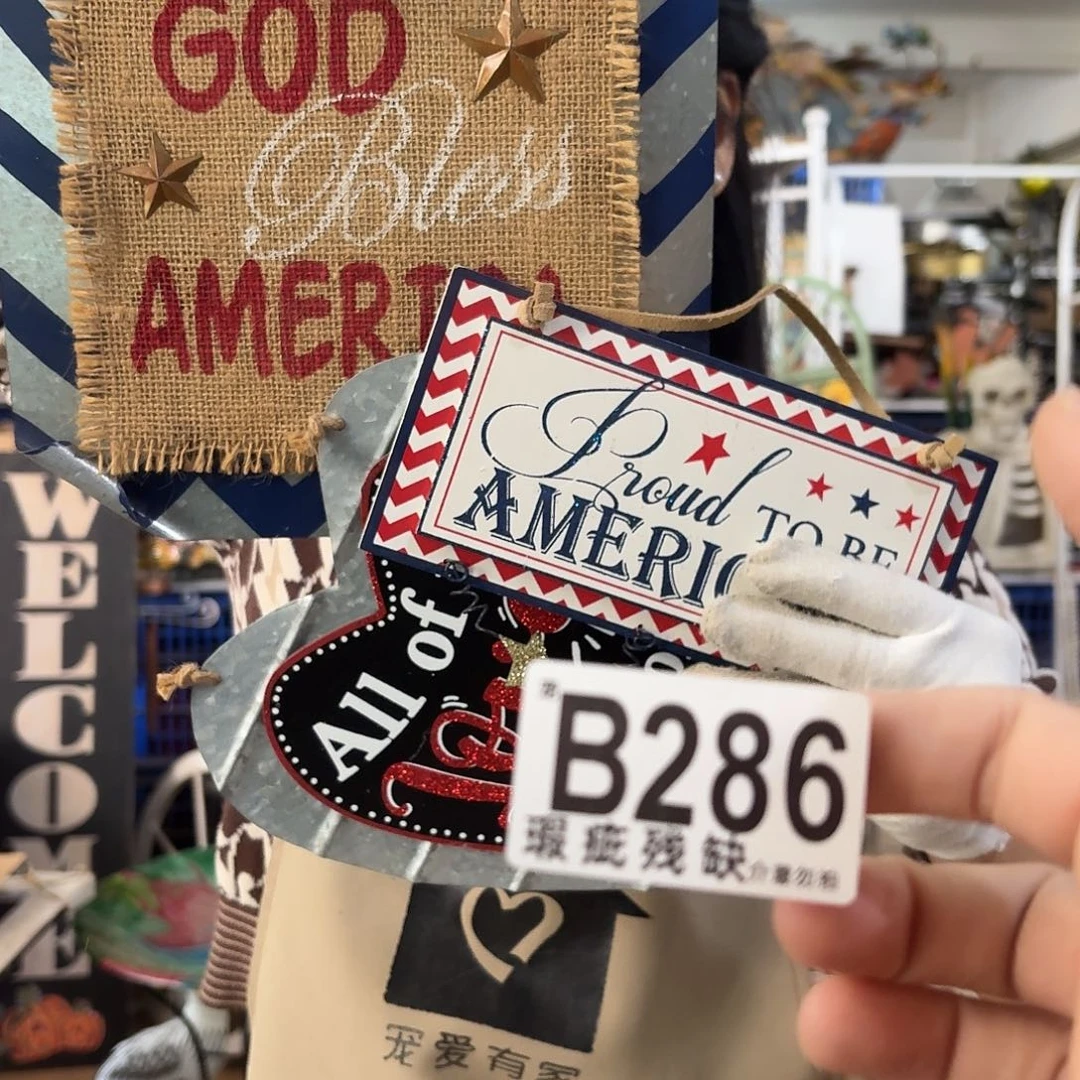 GOD
Bless
AMERI
Proud TO BE
AMERIC
All of
B286
瑕疵残缺介意勿拍
WELCOME
宠爱有家